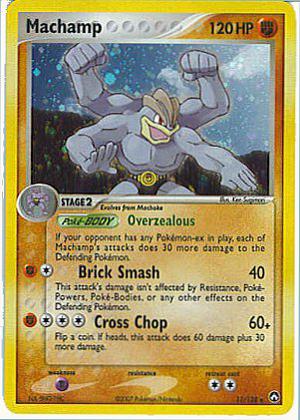 Machamp 120 HP
Illus. Ken Sugimori
STAGE 2 Evolves from Machoke
Poké-BODY Overzealous
If your opponent has any Pokémon-ex in play, each of
Machamp's attacks does 30 more damage to the
Defending Pokémon.
Brick Smash 40
This attack's damage isn't affected by Resistance, Poké-
Powers, Poké-Bodies, or any other effects on the
Defending Pokémon.
Cross Chop 60+
Flip a coin. If heads, this attack does 60 damage plus 30
more damage.
weakness resistance retreat cost
©2007 Pokémon/Nintendo